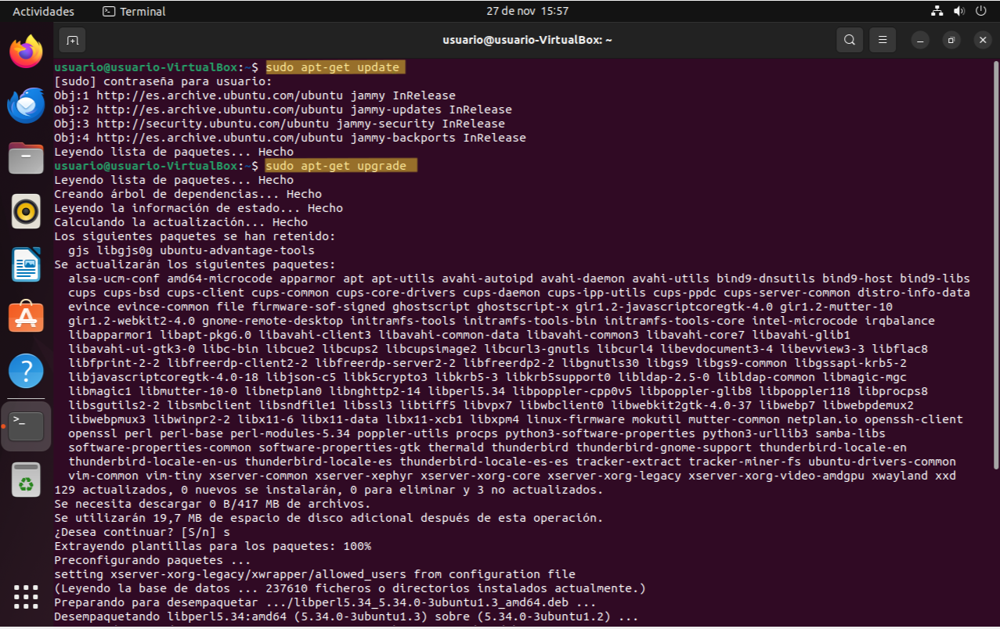 Actividades Terminal 27 de nov 15:57
usuario@usuario-VirtualBox: ~
usuario@usuario-VirtualBox:~$ sudo apt-get update
[sudo] contraseña para usuario:
Obj:1 http://es.archive.ubuntu.com/ubuntu jammy InRelease
Obj:2 http://es.archive.ubuntu.com/ubuntu jammy-updates InRelease
Obj:3 http://security.ubuntu.com/ubuntu jammy-security InRelease
Obj:4 http://es.archive.ubuntu.com/ubuntu jammy-backports InRelease
Leyendo lista de paquetes... Hecho
usuario@usuario-VirtualBox:~$ sudo apt-get upgrade
Leyendo lista de paquetes... Hecho
Creando árbol de dependencias... Hecho
Leyendo la información de estado... Hecho
Calculando la actualización... Hecho
Los siguientes paquetes se han retenido:
  gjs libgjs0g ubuntu-advantage-tools
Se actualizarán los siguientes paquetes:
  alsa-ucm-conf amd64-microcode apparmor apt apt-utils avahi-autoipd avahi-daemon avahi-utils bind9-dnsutils bind9-host bind9-libs
  cups cups-bsd cups-client cups-common cups-core-drivers cups-daemon cups-ipp-utils cups-ppdc cups-server-common distro-info-data
  evince evince-common file firmware-sof-signed ghostscript ghostscript-x gir1.2-javascriptcoregtk-4.0 gir1.2-mutter-10
  gir1.2-webkit2-4.0 gnome-remote-desktop initramfs-tools initramfs-tools-bin initramfs-tools-core intel-microcode irqbalance
  libapparmor1 libapt-pkg6.0 libavahi-client3 libavahi-common-data libavahi-common3 libavahi-core7 libavahi-glib1
  libavahi-ui-gtk3-0 libc-bin libcue2 libcups2 libcupsimage2 libcurl3-gnutls libcurl4 libevdocument3-4 libevview3-3 libflac8
  libfprint-2-2 libfreerdp-client2-2 libfreerdp-server2-2 libfreerdp2-2 libgnutls30 libgs9 libgs9-common libgssapi-krb5-2
  libjavascriptcoregtk-4.0-18 libjson-c5 libk5crypto3 libkrb5-3 libkrb5support0 libldap-2.5-0 libldap-common libmagic-mgc
  libmagic1 libmutter-10-0 libnetplan0 libnghttp2-14 libperl5.34 libpoppler-cpp0v5 libpoppler-glib8 libpoppler118 libprocps8
  libsgutils2-2 libsmbclient libsndfile1 libssl3 libtiff5 libvpx7 libwbclient0 libwebkit2gtk-4.0-37 libwebp7 libwebpdemux2
  libwebpmux3 libwinpr2-2 libx11-6 libx11-data libx11-xcb1 libxpm4 linux-firmware mokutil mutter-common netplan.io openssh-client
  openssl perl perl-base perl-modules-5.34 poppler-utils procps python3-software-properties python3-urllib3 samba-libs
  software-properties-common software-properties-gtk thermald thunderbird thunderbird-gnome-support thunderbird-locale-en
  thunderbird-locale-en-us thunderbird-locale-es thunderbird-locale-es-es tracker-extract tracker-miner-fs ubuntu-drivers-common
  vim-common vim-tiny xserver-common xserver-xephyr xserver-xorg-core xserver-xorg-legacy xserver-xorg-video-amdgpu xwayland xxd
129 actualizados, 0 nuevos se instalarán, 0 para eliminar y 3 no actualizados.
Se necesita descargar 0 B/417 MB de archivos.
Se utilizarán 19,7 MB de espacio de disco adicional después de esta operación.
¿Desea continuar? [S/n] s
Extrayendo plantillas para los paquetes: 100%
Preconfigurando paquetes ...
setting xserver-xorg-legacy/xwrapper/allowed_users from configuration file
(Leyendo la base de datos ... 237610 ficheros o directorios instalados actualmente.)
Preparando para desempaquetar .../libperl5.34_5.34.0-3ubuntu1.3_amd64.deb ...
Desempaquetando libperl5.34:amd64 (5.34.0-3ubuntu1.3) sobre (5.34.0-3ubuntu1.2) ...